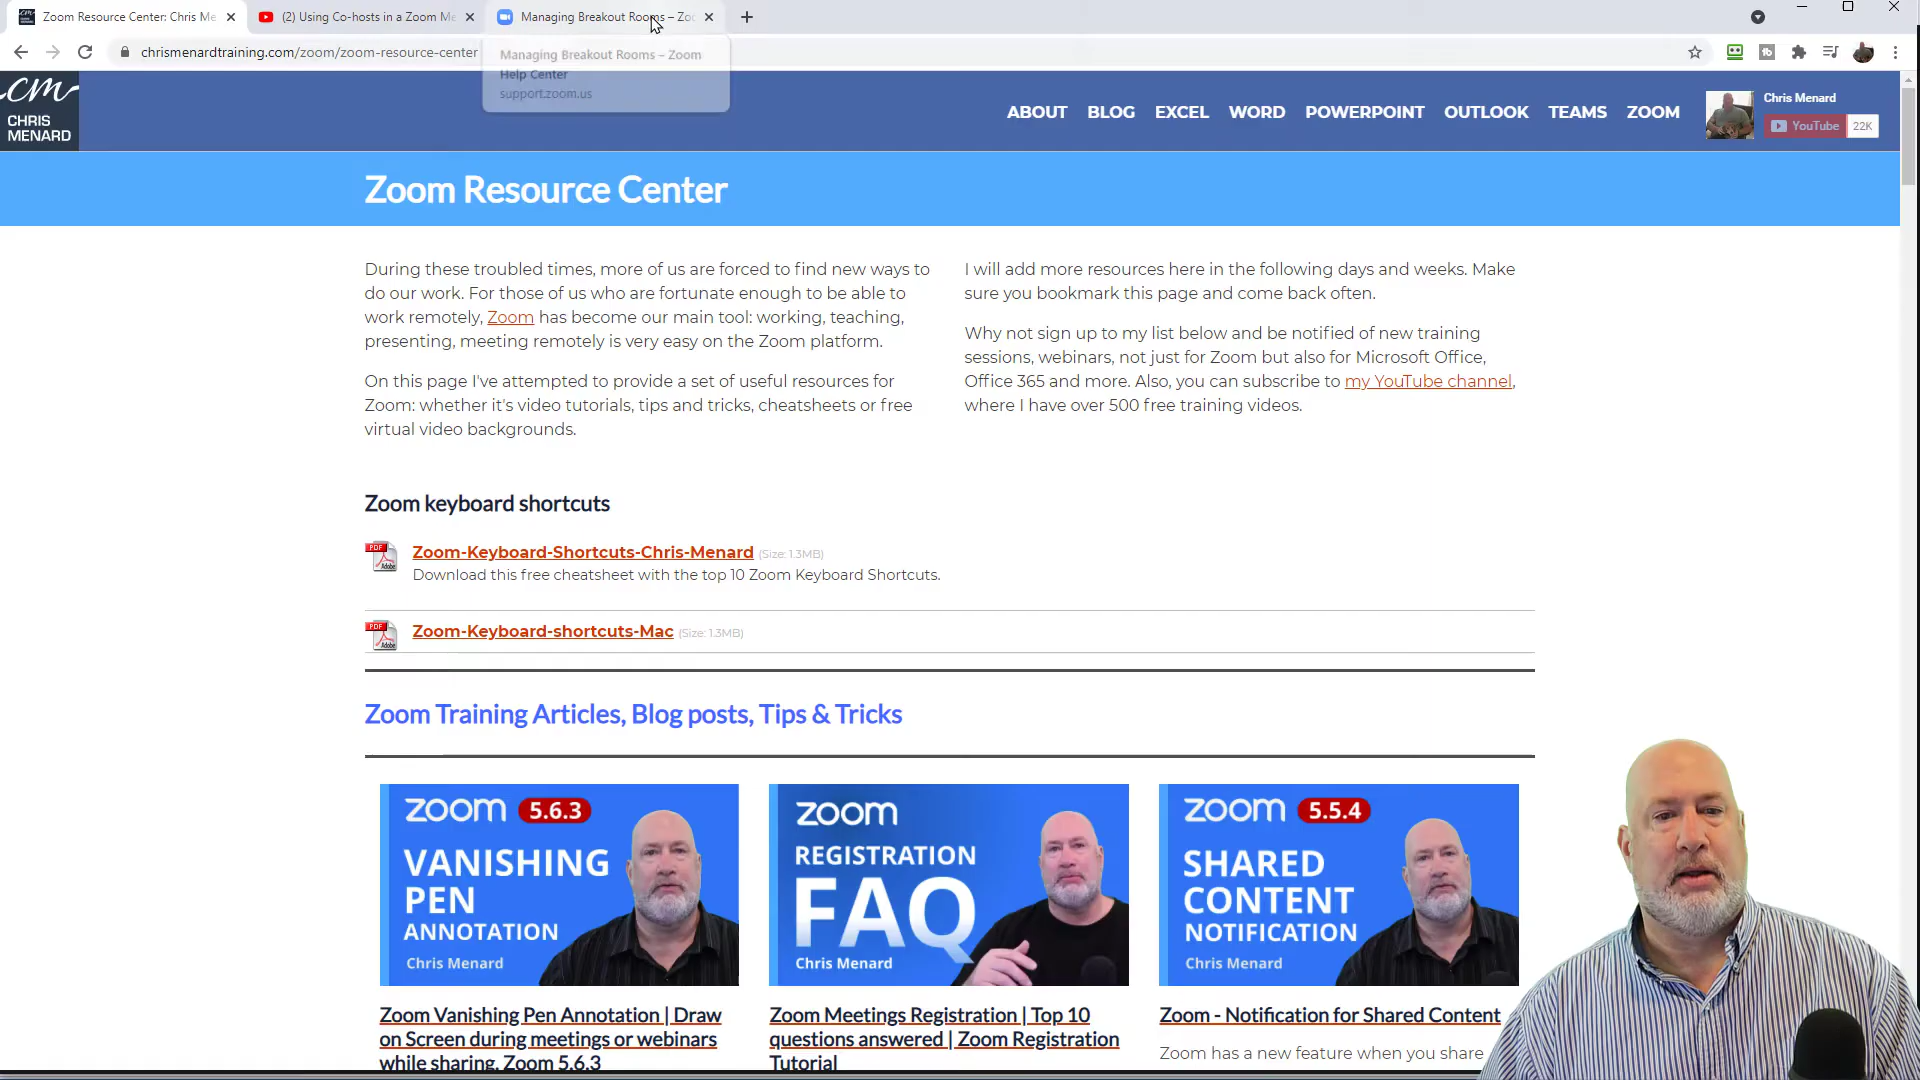 Zoom Resource Center: Chris Me
(2) Using Co-hosts in a Zoom Me
Managing Breakout Rooms – Zoo
chrismenardtraining.com/zoom/zoom-resource-center
Managing Breakout Rooms – Zoom
Help Center
support.zoom.us
cm
CHRIS
MENARD
ABOUT BLOG EXCEL WORD POWERPOINT OUTLOOK TEAMS ZOOM
Chris Menard
YouTube 22K
Zoom Resource Center
During these troubled times, more of us are forced to find new ways to
do our work. For those of us who are fortunate enough to be able to
work remotely, Zoom has become our main tool: working, teaching,
presenting, meeting remotely is very easy on the Zoom platform.
On this page I've attempted to provide a set of useful resources for
Zoom: whether it's video tutorials, tips and tricks, cheatsheets or free
virtual video backgrounds.
I will add more resources here in the following days and weeks. Make
sure you bookmark this page and come back often.
Why not sign up to my list below and be notified of new training
sessions, webinars, not just for Zoom but also for Microsoft Office,
Office 365 and more. Also, you can subscribe to my YouTube channel,
where I have over 500 free training videos.
Zoom keyboard shortcuts
PDF
Adobe
Zoom-Keyboard-Shortcuts-Chris-Menard (Size: 1.3MB)
Download this free cheatsheet with the top 10 Zoom Keyboard Shortcuts.
PDF
Adobe
Zoom-Keyboard-shortcuts-Mac (Size: 1.3MB)
Zoom Training Articles, Blog posts, Tips & Tricks
zoom 5.6.3
VANISHING
PEN
ANNOTATION
Chris Menard
zoom
REGISTRATION
FAQ
Chris Menard
zoom 5.5.4
SHARED
CONTENT
NOTIFICATION
Chris Menard
Zoom Vanishing Pen Annotation | Draw
on Screen during meetings or webinars
while sharing. Zoom 5.6.3
Zoom Meetings Registration | Top 10
questions answered | Zoom Registration
Tutorial
Zoom - Notification for Shared Content
Zoom has a new feature when you share